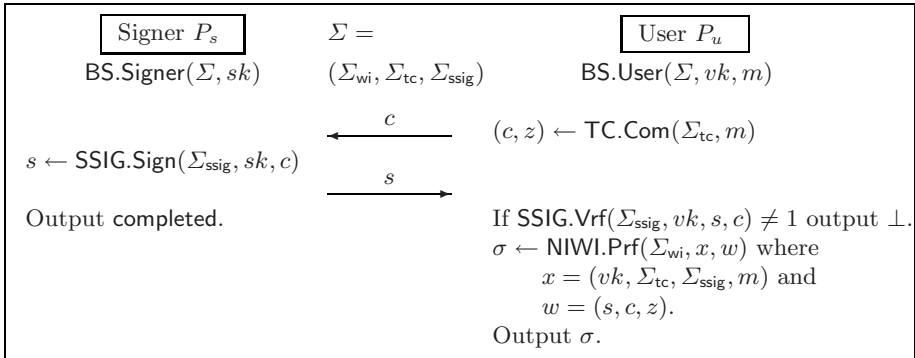 Signer P_s    Σ =    User P_u
BS.Signer(Σ, sk)    (Σ_wi, Σ_tc, Σ_ssig)    BS.User(Σ, vk, m)
c    (c, z) ← TC.Com(Σ_tc, m)
s ← SSIG.Sign(Σ_ssig, sk, c)
s
Output completed.    If SSIG.Vrf(Σ_ssig, vk, s, c) ≠ 1 output ⊥.
σ ← NIWI.Prf(Σ_wi, x, w) where
x = (vk, Σ_tc, Σ_ssig, m) and
w = (s, c, z).
Output σ.